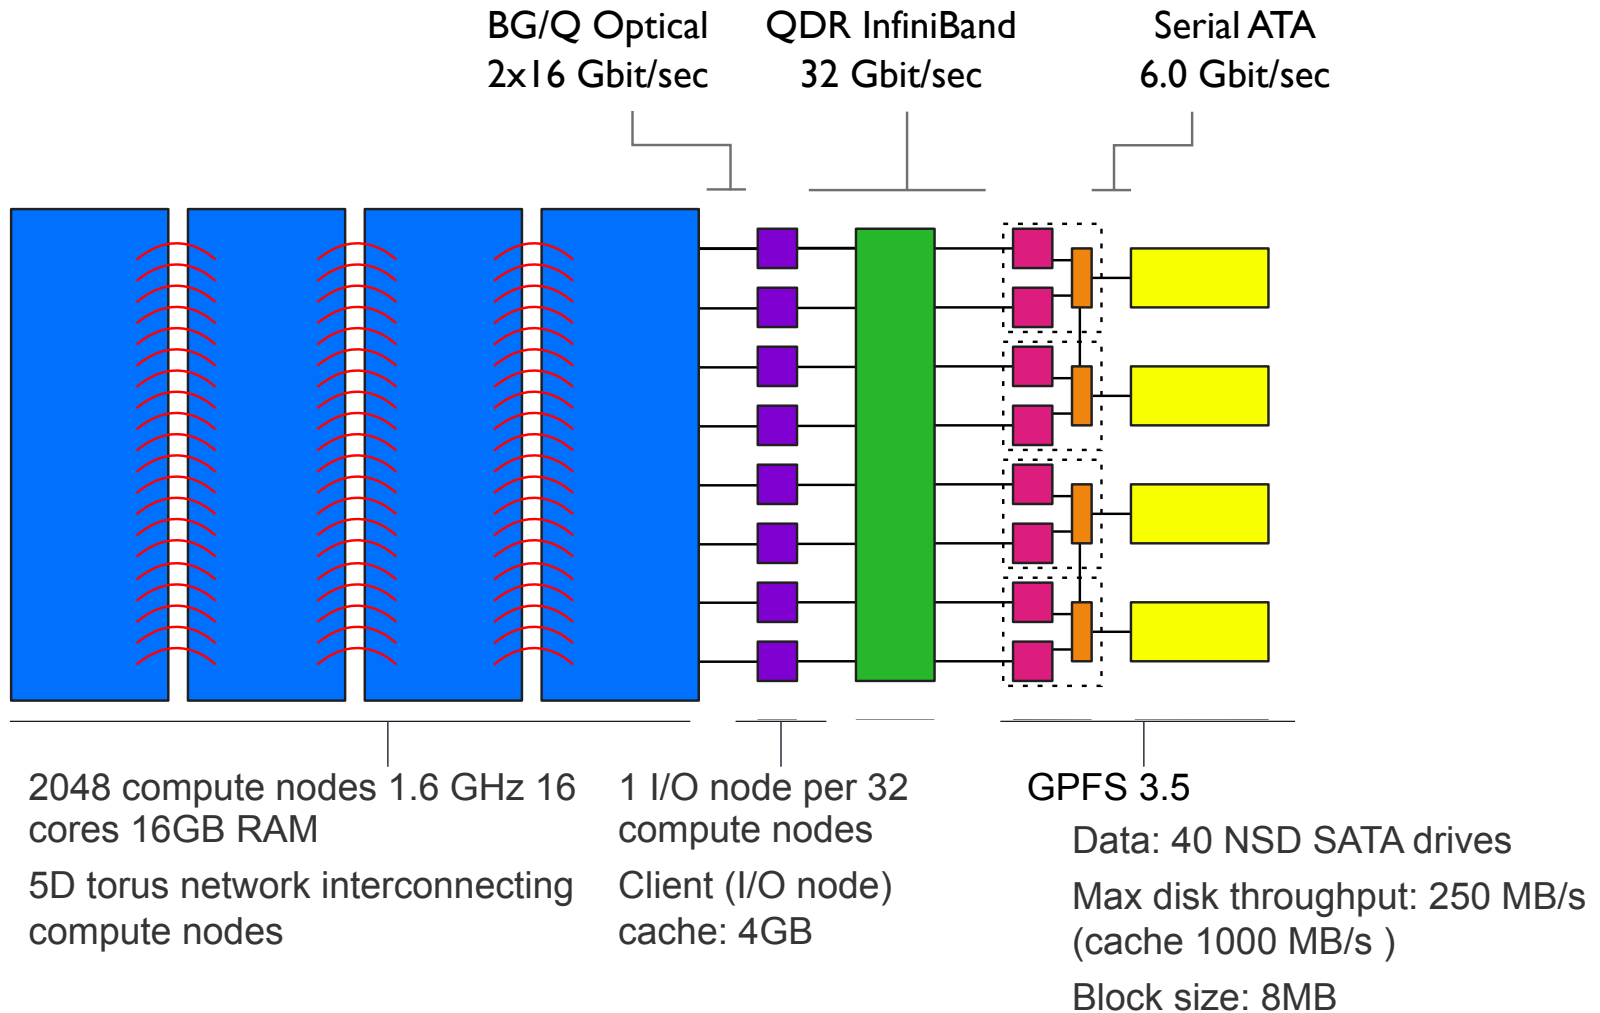 BG/Q Optical
2x16 Gbit/sec
QDR InfiniBand
32 Gbit/sec
Serial ATA
6.0 Gbit/sec
2048 compute nodes 1.6 GHz 16
cores 16GB RAM
5D torus network interconnecting
compute nodes
1 I/O node per 32
compute nodes
Client (I/O node)
cache: 4GB
GPFS 3.5
Data: 40 NSD SATA drives
Max disk throughput: 250 MB/s
(cache 1000 MB/s )
Block size: 8MB